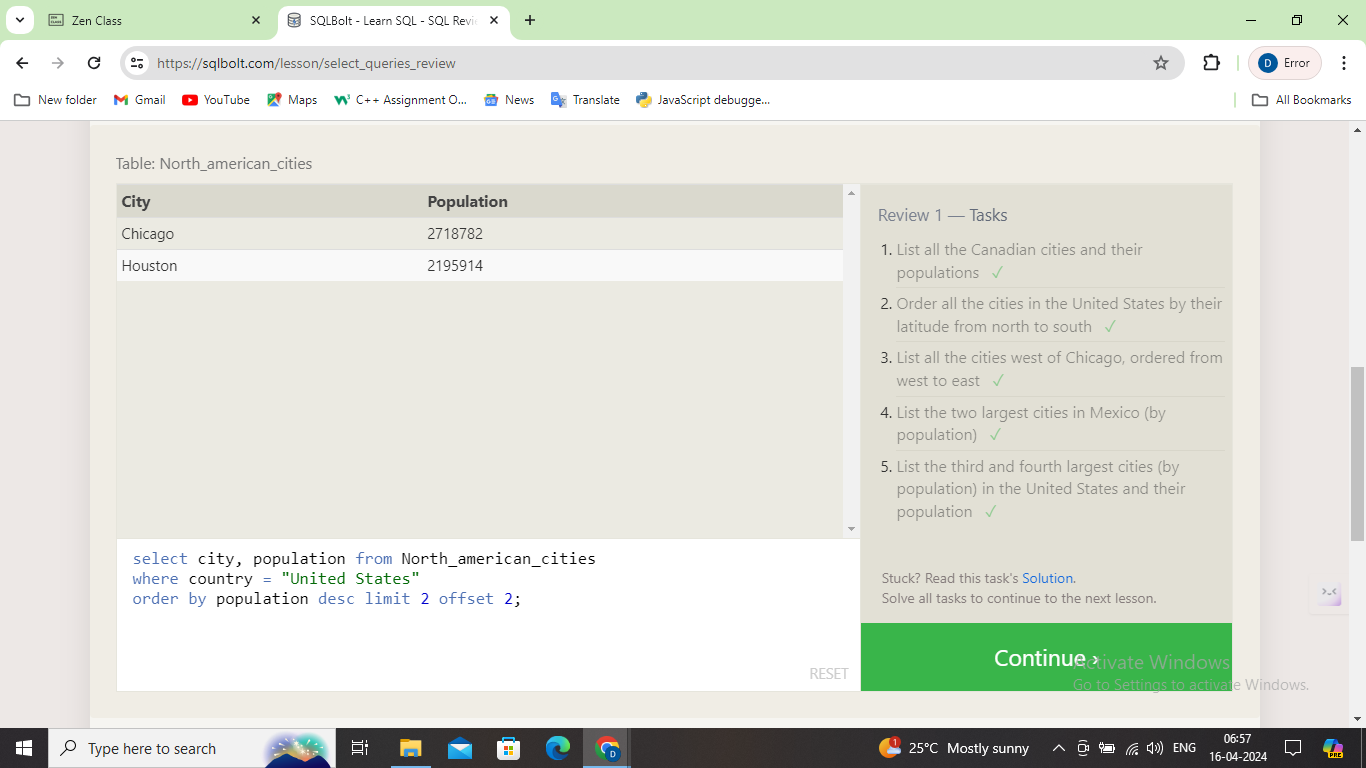 Zen Class
SQLBolt - Learn SQL - SQL Revi
https://sqlbolt.com/lesson/select_queries_review
D Error
New folder Gmail YouTube Maps C++ Assignment O... News Translate JavaScript debugge... All Bookmarks
Table: North_american_cities
City Population
Chicago 2718782
Houston 2195914
Review 1 — Tasks
1. List all the Canadian cities and their
populations ✓
2. Order all the cities in the United States by their
latitude from north to south ✓
3. List all the cities west of Chicago, ordered from
west to east ✓
4. List the two largest cities in Mexico (by
population) ✓
5. List the third and fourth largest cities (by
population) in the United States and their
population ✓
select city, population from North_american_cities
where country = "United States"
order by population desc limit 2 offset 2;
RESET
Stuck? Read this task's Solution.
Solve all tasks to continue to the next lesson.
Continue ›
Activate Windows
Go to Settings to activate Windows.
Type here to search
1 25°C Mostly sunny ENG
06:57
16-04-2024